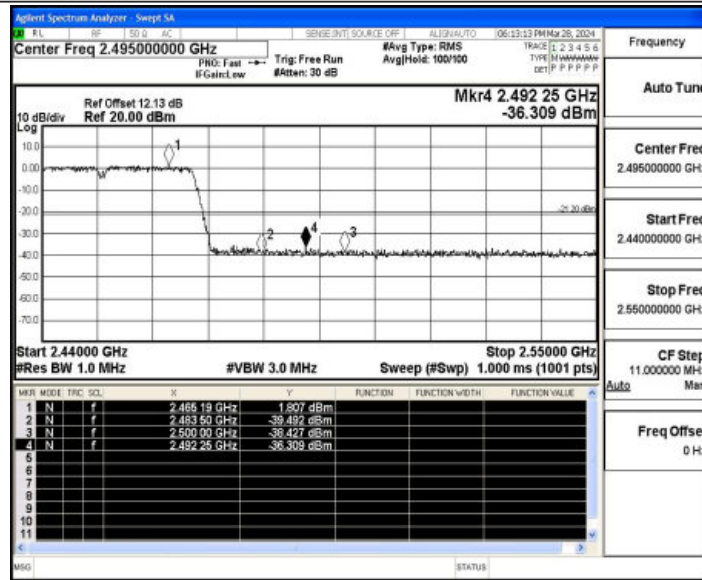 Agilent Spectrum Analyzer - Swept SA
RL RF 50 Ω AC SENSE:INT SOURCE OFF ALIGNAUTO 06:13:13 PM Mar 28, 2024
Center Freq 2.495000000 GHz #Avg Type: RMS TRACE 1 2 3 4 5 6
PNO: Fast Trig: Free Run Avg|Hold: 100/100 TYPE M WWWWW
IFGain:Low #Atten: 30 dB DET P P P P P P
Frequency
Auto Tune
Ref Offset 12.13 dB Mkr4 2.492 25 GHz
10 dB/div Ref 20.00 dBm -36.309 dBm
Log
10.0
0.00
-10.0
-20.0
-30.0
-40.0
-50.0
-60.0
-70.0
1
2
4
3
-21.20 dBm
Start 2.44000 GHz Stop 2.55000 GHz
#Res BW 1.0 MHz #VBW 3.0 MHz Sweep (#Swp) 1.000 ms (1001 pts)
Center Freq
2.495000000 GHz
Start Freq
2.440000000 GHz
Stop Freq
2.550000000 GHz
CF Step
11.000000 MHz
Auto Man
Freq Offset
0 Hz
MKR MODE TRC SCL X Y FUNCTION FUNCTION WIDTH FUNCTION VALUE
1 N f 2.465 19 GHz 1.807 dBm
2 N f 2.483 50 GHz -39.492 dBm
3 N f 2.500 00 GHz -38.427 dBm
4 N f 2.492 25 GHz -36.309 dBm
5
6
7
8
9
10
11
MSG STATUS